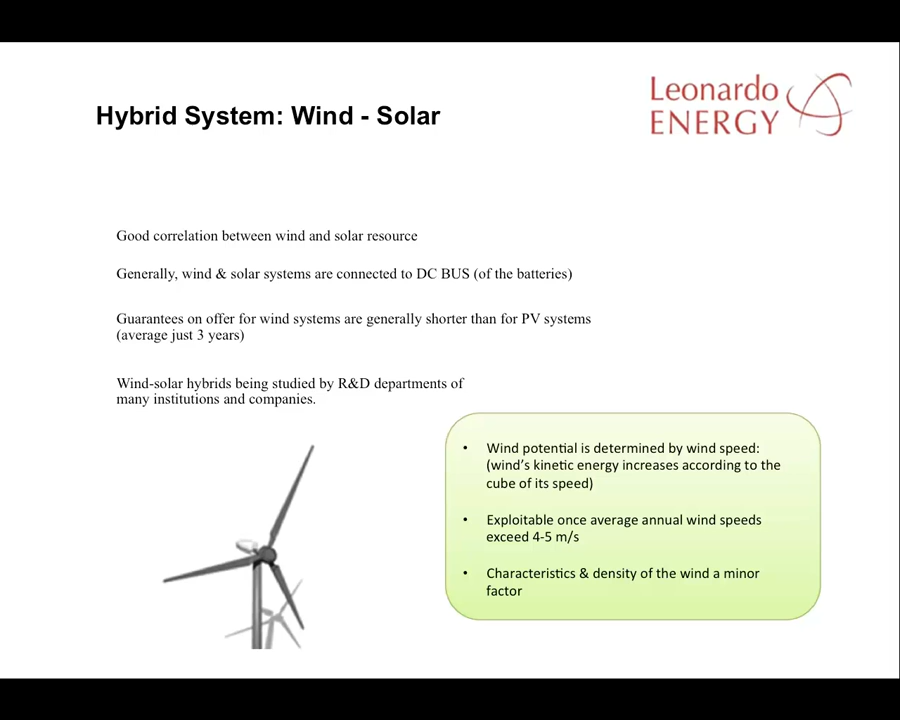 Hybrid System: Wind - Solar
Leonardo
ENERGY
Good correlation between wind and solar resource
Generally, wind & solar systems are connected to DC BUS (of the batteries)
Guarantees on offer for wind systems are generally shorter than for PV systems
(average just 3 years)
Wind-solar hybrids being studied by R&D departments of
many institutions and companies.
• Wind potential is determined by wind speed:
(wind's kinetic energy increases according to the
cube of its speed)
• Exploitable once average annual wind speeds
exceed 4-5 m/s
• Characteristics & density of the wind a minor
factor